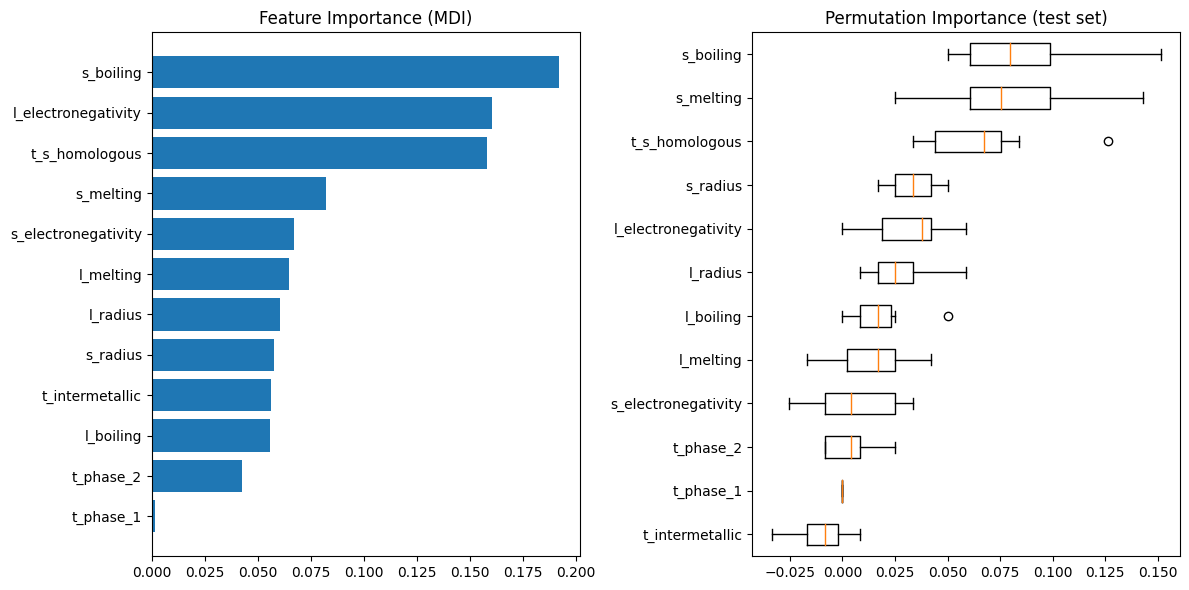 Feature Importance (MDI)
s_boiling
l_electronegativity
t_s_homologous
s_melting
s_electronegativity
l_melting
l_radius
s_radius
t_intermetallic
l_boiling
t_phase_2
t_phase_1
0.000 0.025 0.050 0.075 0.100 0.125 0.150 0.175 0.200
Permutation Importance (test set)
s_boiling
s_melting
t_s_homologous
s_radius
l_electronegativity
l_radius
l_boiling
l_melting
s_electronegativity
t_phase_2
t_phase_1
t_intermetallic
−0.025 0.000 0.025 0.050 0.075 0.100 0.125 0.150